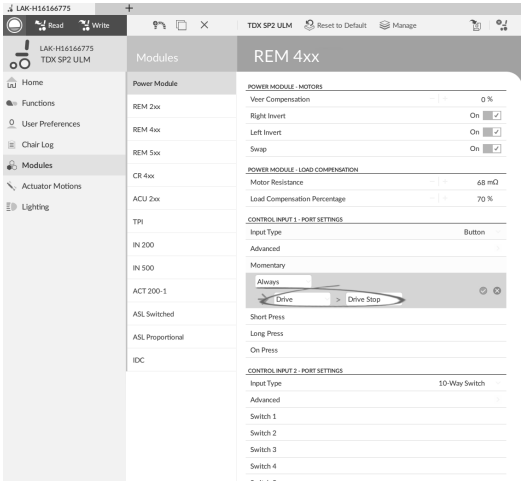 LAK-H16166775 +
Read Write TDX SP2 ULM Reset to Default Manage
LAK-H16166775
TDX SP2 ULM
Home
Functions
User Preferences
Chair Log
Modules
Actuator Motions
Lighting
Modules
Power Module
REM 2xx
REM 4xx
REM 5xx
CR 4xx
ACU 2xx
TPI
IN 200
IN 500
ACT 200-1
ASL Switched
ASL Proportional
IDC
REM 4xx
POWER MODULE - MOTORS
Veer Compensation - + 0 %
Right Invert On
Left Invert On
Swap On
POWER MODULE - LOAD COMPENSATION
Motor Resistance - + 68 mΩ
Load Compensation Percentage - + 70 %
CONTROL INPUT 1 - PORT SETTINGS
Input Type Button
Advanced
Momentary
Always
Drive > Drive Stop
Short Press
Long Press
On Press
CONTROL INPUT 2 - PORT SETTINGS
Input Type 10-Way Switch
Advanced
Switch 1
Switch 2
Switch 3
Switch 4